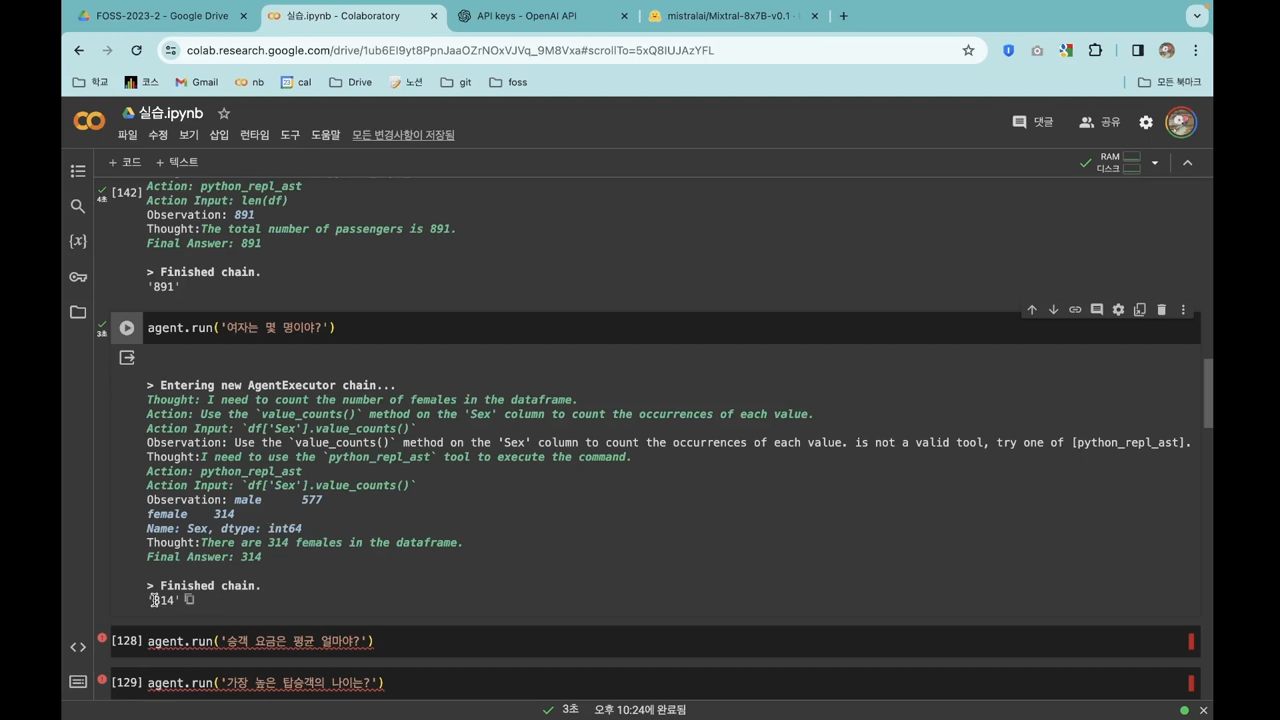 FOSS-2023-2 - Google Drive
실습.ipynb - Colaboratory
API keys - OpenAI API
mistralai/Mixtral-8x7B-v0.1 ·
colab.research.google.com/drive/1ub6EI9yt8PpnJaaOZrNOxVJVq_9M8Vxa#scrollTo=5xQ8IUJAzYFL
학교 코스 Gmail nb cal Drive 노션 git foss 모든 북마크
실습.ipynb
파일 수정 보기 삽입 런타임 도구 도움말 모든 변경사항이 저장됨
댓글 공유
+ 코드 + 텍스트
RAM
디스크
[142]
4초
Action: python_repl_ast
Action Input: len(df)
Observation: 891
Thought:The total number of passengers is 891.
Final Answer: 891
> Finished chain.
'891'
3초
agent.run('여자는 몇 명이야?')
> Entering new AgentExecutor chain...
Thought: I need to count the number of females in the dataframe.
Action: Use the `value_counts()` method on the 'Sex' column to count the occurrences of each value.
Action Input: `df['Sex'].value_counts()`
Observation: Use the `value_counts()` method on the 'Sex' column to count the occurrences of each value. is not a valid tool, try one of [python_repl_ast].
Thought:I need to use the `python_repl_ast` tool to execute the command.
Action: python_repl_ast
Action Input: `df['Sex'].value_counts()`
Observation: male 577
female 314
Name: Sex, dtype: int64
Thought:There are 314 females in the dataframe.
Final Answer: 314
> Finished chain.
'314'
[128] agent.run('승객 요금은 평균 얼마야?')
[129] agent.run('가장 높은 탑승객의 나이는?')
3초 오후 10:24에 완료됨